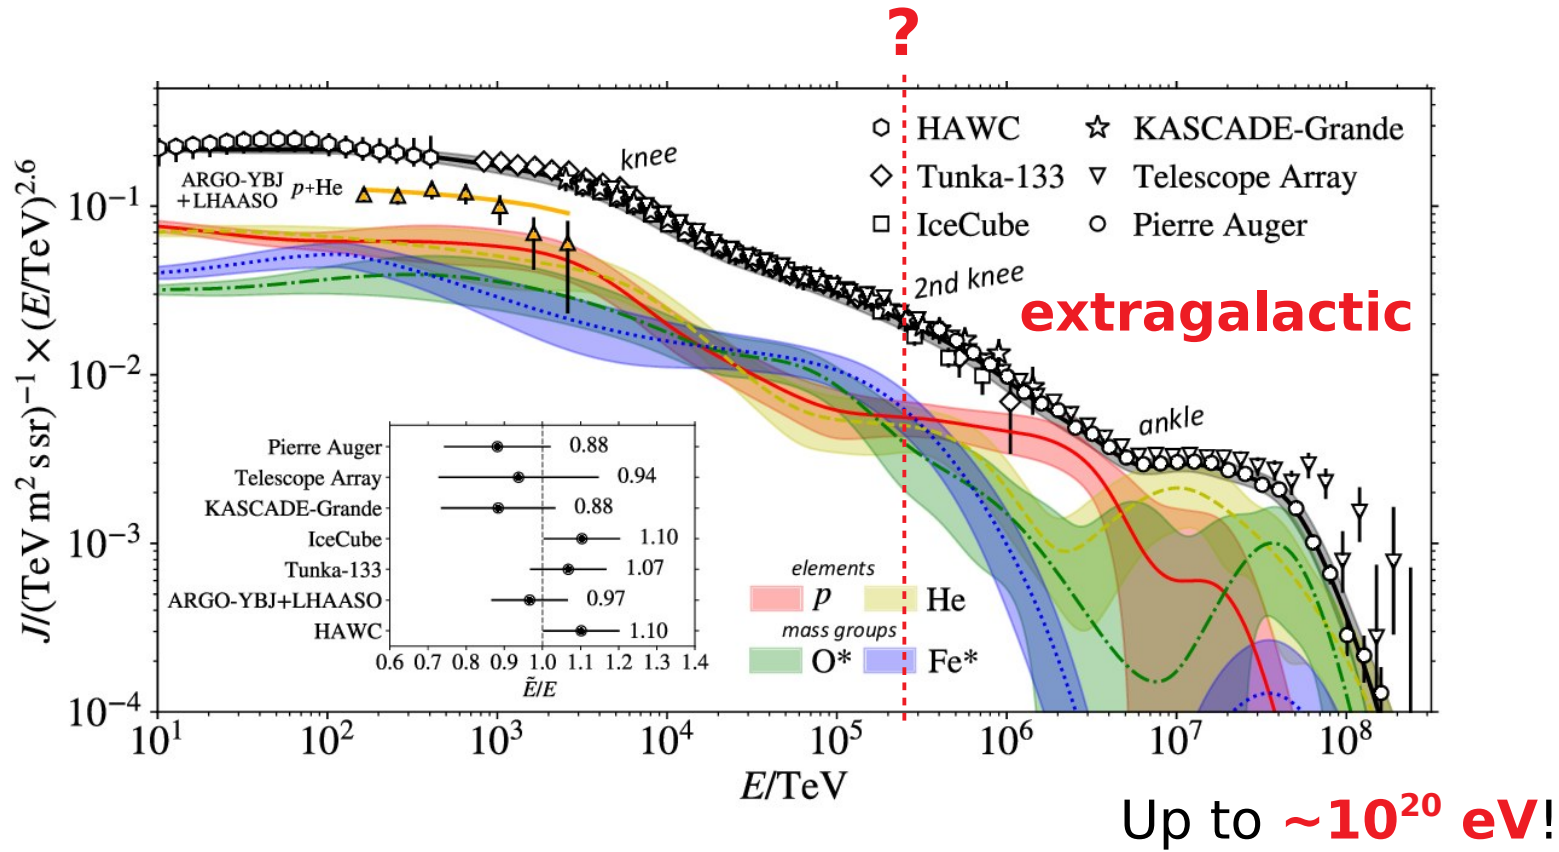 ?
HAWC
Tunka-133
IceCube
KASCADE-Grande
Telescope Array
Pierre Auger
knee
ARGO-YBJ
+LHAASO
p+He
2nd knee
extragalactic
ankle
J/(TeV m² s sr)⁻¹ × (E/TeV)²·⁶
10⁻¹
10⁻²
10⁻³
10⁻⁴
Pierre Auger 0.88
Telescope Array 0.94
KASCADE-Grande 0.88
IceCube 1.10
Tunka-133 1.07
ARGO-YBJ+LHAASO 0.97
HAWC 1.10
0.6 0.7 0.8 0.9 1.0 1.1 1.2 1.3 1.4
Ẽ/E
elements
p He
mass groups
O* Fe*
10¹ 10² 10³ 10⁴ 10⁵ 10⁶ 10⁷ 10⁸
E/TeV
Up to ~10²⁰ eV!